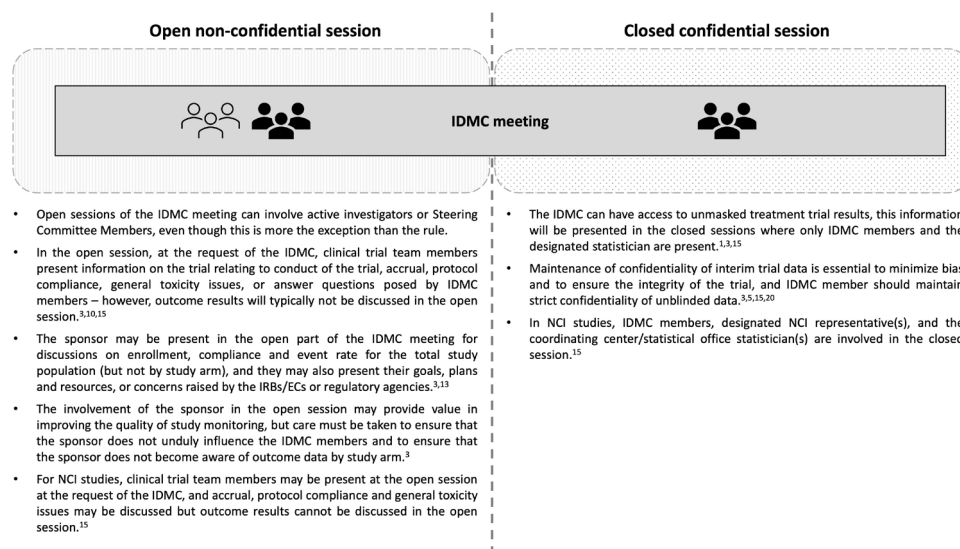 Open non-confidential session
Closed confidential session
IDMC meeting
• Open sessions of the IDMC meeting can involve active investigators or Steering
Committee Members, even though this is more the exception than the rule.
• In the open session, at the request of the IDMC, clinical trial team members
present information on the trial relating to conduct of the trial, accrual, protocol
compliance, general toxicity issues, or answer questions posed by IDMC
members – however, outcome results will typically not be discussed in the open
session.3,10,15
• The sponsor may be present in the open part of the IDMC meeting for
discussions on enrollment, compliance and event rate for the total study
population (but not by study arm), and they may also present their goals, plans
and resources, or concerns raised by the IRBs/ECs or regulatory agencies.3,13
• The involvement of the sponsor in the open session may provide value in
improving the quality of study monitoring, but care must be taken to ensure that
the sponsor does not unduly influence the IDMC members and to ensure that
the sponsor does not become aware of outcome data by study arm.3
• For NCI studies, clinical trial team members may be present at the open session
at the request of the IDMC, and accrual, protocol compliance and general toxicity
issues may be discussed but outcome results cannot be discussed in the open
session.15
• The IDMC can have access to unmasked treatment trial results, this information
will be presented in the closed sessions where only IDMC members and the
designated statistician are present.1,3,15
• Maintenance of confidentiality of interim trial data is essential to minimize bias
and to ensure the integrity of the trial, and IDMC member should maintain
strict confidentiality of unblinded data.3,5,15,20
• In NCI studies, IDMC members, designated NCI representative(s), and the
coordinating center/statistical office statistician(s) are involved in the closed
session.15